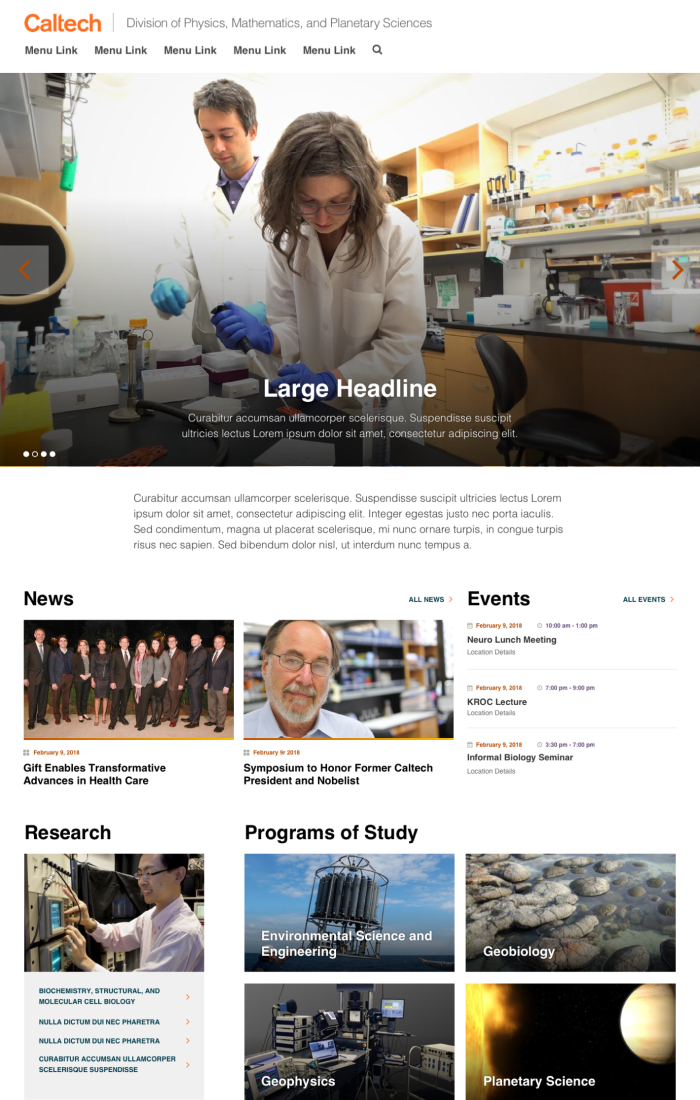 Caltech
Division of Physics, Mathematics, and Planetary Sciences
Menu Link Menu Link Menu Link Menu Link Menu Link
Large Headline
Curabitur accumsan ullamcorper scelerisque. Suspendisse suscipit
ultricies lectus Lorem ipsum dolor sit amet, consectetur adipiscing elit.
Curabitur accumsan ullamcorper scelerisque. Suspendisse suscipit ultricies lectus Lorem
ipsum dolor sit amet, consectetur adipiscing elit. Integer egestas justo nec porta iaculis.
Sed condimentum, magna ut placerat scelerisque, mi nunc ornare turpis, in congue turpis
risus nec sapien. Sed bibendum dolor nisl, ut interdum nunc tempus a.
News
ALL NEWS
February 9, 2018
Gift Enables Transformative
Advances in Health Care
February 9r 2018
Symposium to Honor Former Caltech
President and Nobelist
Events
ALL EVENTS
February 9, 2018 10:00 am - 1:00 pm
Neuro Lunch Meeting
Location Details
February 9, 2018 7:00 pm - 9:00 pm
KROC Lecture
Location Details
February 9, 2018 3:30 pm - 7:00 pm
Informal Biology Seminar
Location Details
Research
BIOCHEMISTRY, STRUCTURAL, AND
MOLECULAR CELL BIOLOGY
NULLA DICTUM DUI NEC PHARETRA
NULLA DICTUM DUI NEC PHARETRA
CURABITUR ACCUMSAN ULLAMCORPER
SCELERISQUE SUSPENDISSE
Programs of Study
Environmental Science and
Engineering
Geobiology
Geophysics
Planetary Science